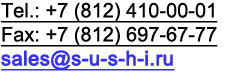 Tel.: +7 (812) 410-00-01
Fax: +7 (812) 697-67-77
sales@s-u-s-h-i.ru